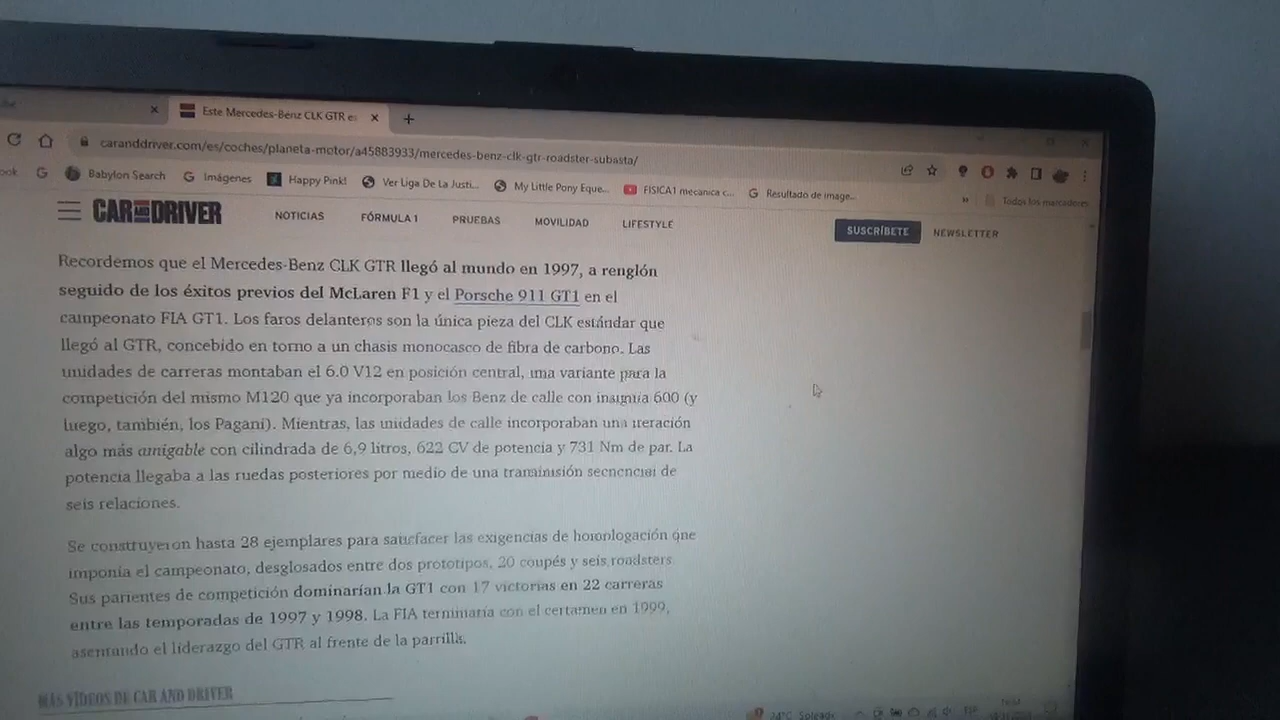 Este Mercedes-Benz CLK GTR es
caranddriver.com/es/coches/planeta-motor/a45883933/mercedes-benz-clk-gtr-roadster-subasta/
ook Babylon Search Imágenes Happy Pink! Ver Liga De La Justi... My Little Pony Eque... FISICA1 mecanica c... Resultado de image... » Todos los marcadores
CAR AND DRIVER NOTICIAS FÓRMULA 1 PRUEBAS MOVILIDAD LIFESTYLE SUSCRÍBETE NEWSLETTER
Recordemos que el Mercedes-Benz CLK GTR llegó al mundo en 1997, a renglón
seguido de los éxitos previos del McLaren F1 y el Porsche 911 GT1 en el
campeonato FIA GT1. Los faros delanteros son la única pieza del CLK estándar que
llegó al GTR, concebido en torno a un chasis monocasco de fibra de carbono. Las
unidades de carreras montaban el 6.0 V12 en posición central, una variante para la
competición del mismo M120 que ya incorporaban los Benz de calle con insignia 600 (y
luego, también, los Pagani). Mientras, las unidades de calle incorporaban una iteración
algo más amigable con cilindrada de 6,9 litros, 622 CV de potencia y 731 Nm de par. La
potencia llegaba a las ruedas posteriores por medio de una transmisión secuencial de
seis relaciones.
Se construyeron hasta 28 ejemplares para satisfacer las exigencias de homologación que
imponía el campeonato, desglosados entre dos prototipos, 20 coupés y seis roadsters.
Sus parientes de competición dominarían la GT1 con 17 victorias en 22 carreras
entre las temporadas de 1997 y 1998. La FIA terminaría con el certamen en 1999,
asentando el liderazgo del GTR al frente de la parrilla.
MÁS VÍDEOS DE CAR AND DRIVER
24°C Soleado ESP